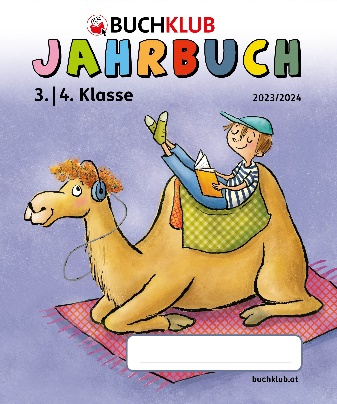 BUCHKLUB
JAHRBUCH
3. | 4. Klasse
2023/2024
buchklub.at